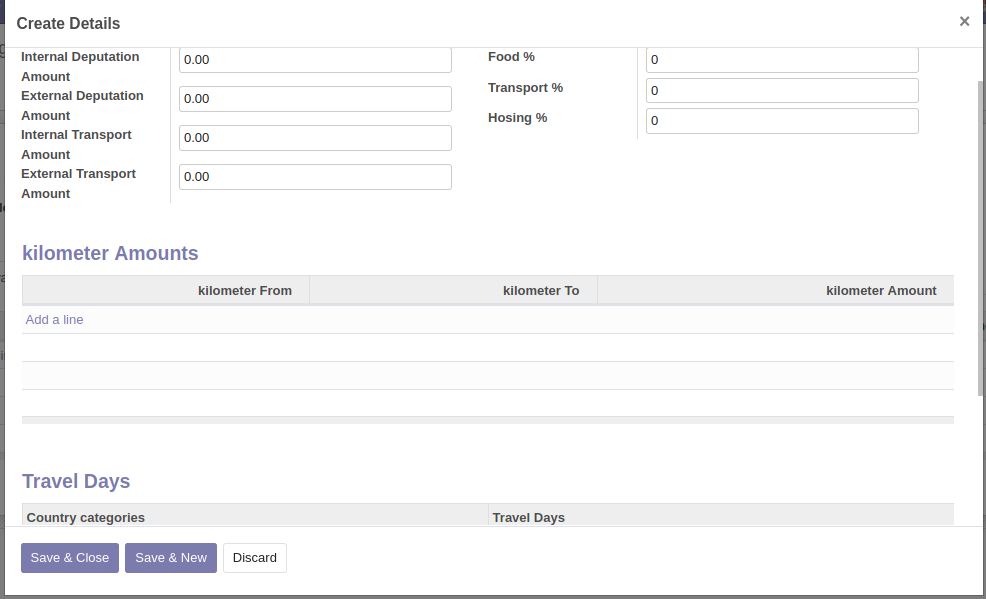 Create Details ×
Internal Deputation Amount 0.00
External Deputation Amount 0.00
Internal Transport Amount 0.00
External Transport Amount 0.00
Food % 0
Transport % 0
Hosing % 0
kilometer Amounts
kilometer From kilometer To kilometer Amount
Add a line
Travel Days
Country categories Travel Days
Save & Close Save & New Discard